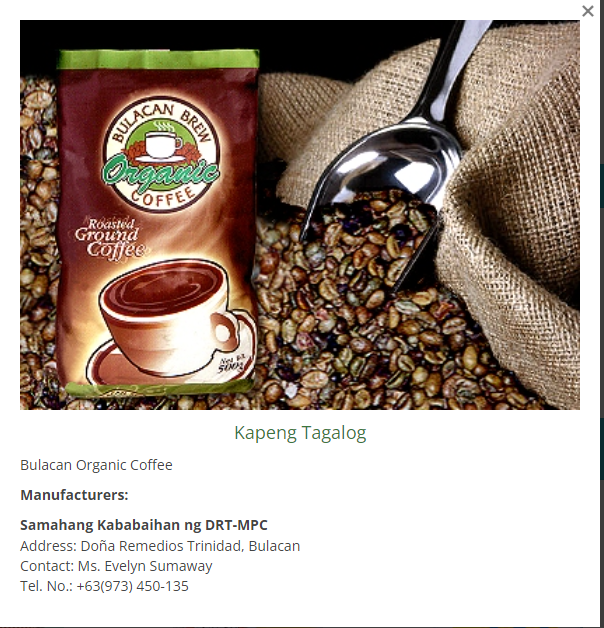 BULACAN BREW
Organic
COFFEE
Roasted
Ground
Coffee
Net Wt.
500g
Kapeng Tagalog
Bulacan Organic Coffee
Manufacturers:
Samahang Kababaihan ng DRT-MPC
Address: Doña Remedios Trinidad, Bulacan
Contact: Ms. Evelyn Sumaway
Tel. No.: +63(973) 450-135